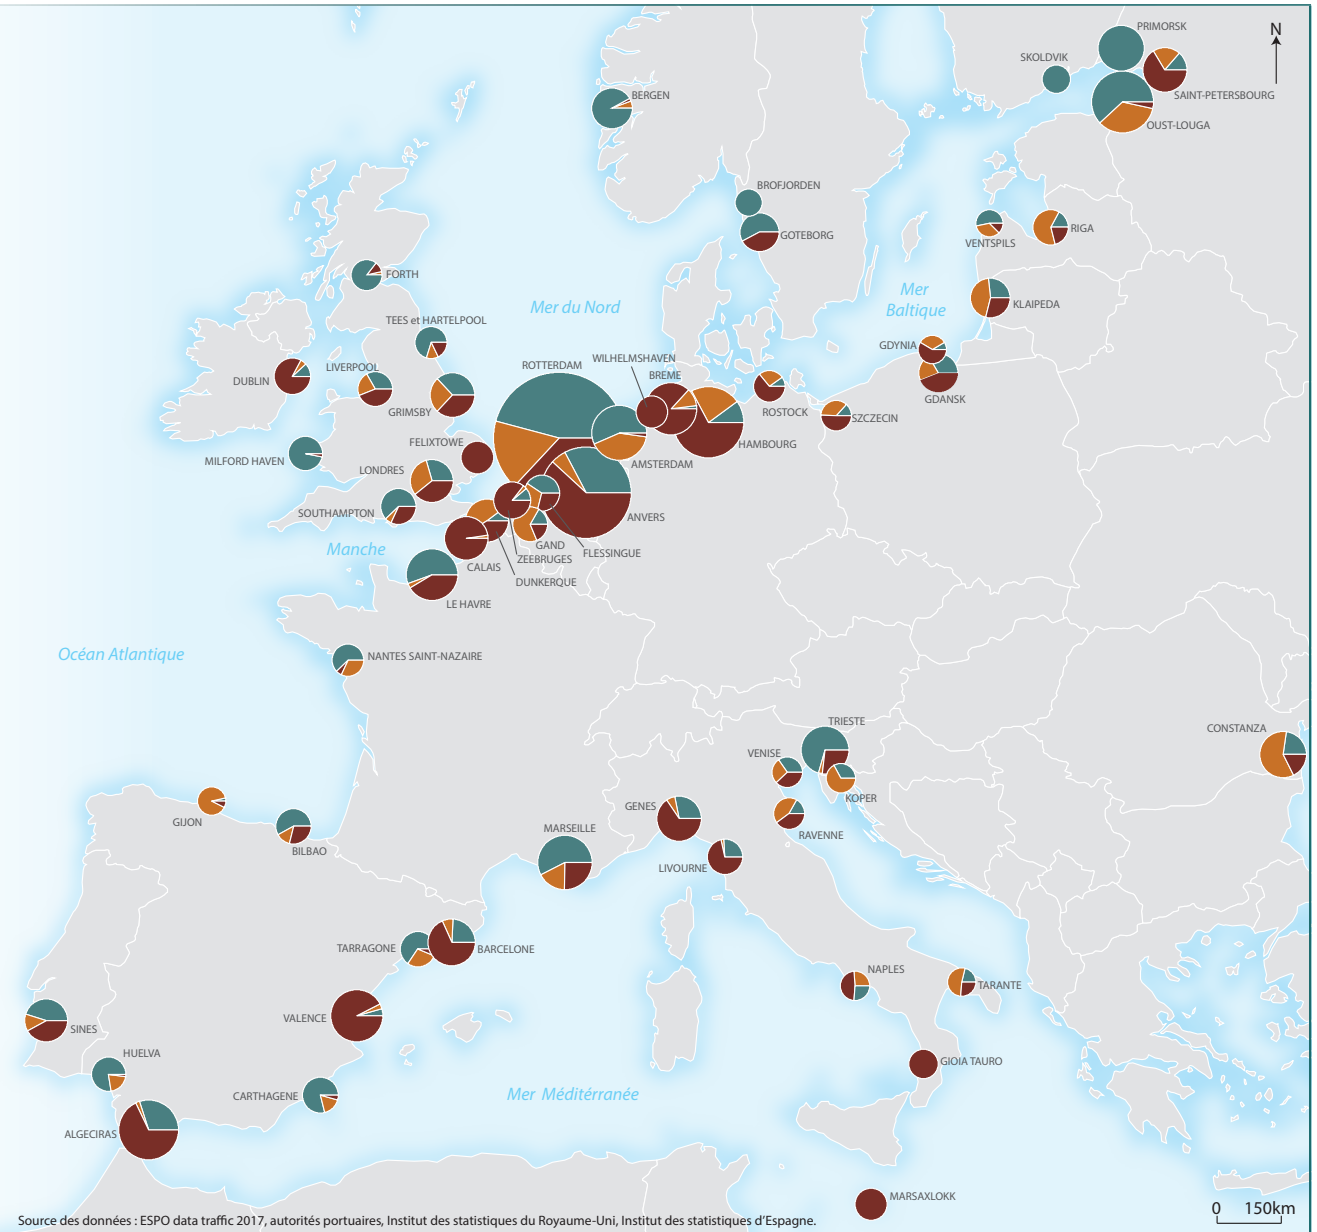 PRIMORSK
N
SKOLDVIK
SAINT-PETERSBOURG
BERGEN
OUST-LOUGA
BROFJORDEN
GOTEBORG
RIGA
VENTSPILS
FORTH
Mer
Baltique
KLAIPEDA
Mer du Nord
TEES et HARTELPOOL
GDYNIA
WILHELMSHAVEN
ROTTERDAM
BREME
LIVERPOOL
DUBLIN
GDANSK
GRIMSBY
ROSTOCK
SZCZECIN
FELIXTOWE
HAMBOURG
MILFORD HAVEN
AMSTERDAM
LONDRES
SOUTHAMPTON
ANVERS
Manche
GAND
FLESSINGUE
ZEEBRUGES
CALAIS
DUNKERQUE
LE HAVRE
Océan Atlantique
NANTES SAINT-NAZAIRE
TRIESTE
CONSTANZA
VENISE
KOPER
GENES
GIJON
MARSEILLE
RAVENNE
BILBAO
LIVOURNE
TARRAGONE
BARCELONE
NAPLES
TARANTE
VALENCE
SINES
HUELVA
GIOIA TAURO
CARTHAGENE
Mer Méditérranée
ALGECIRAS
MARSAXLOKK
0 150km
Source des données : ESPO data traffic 2017, autorités portuaires, Institut des statistiques du Royaume-Uni, Institut des statistiques d'Espagne.